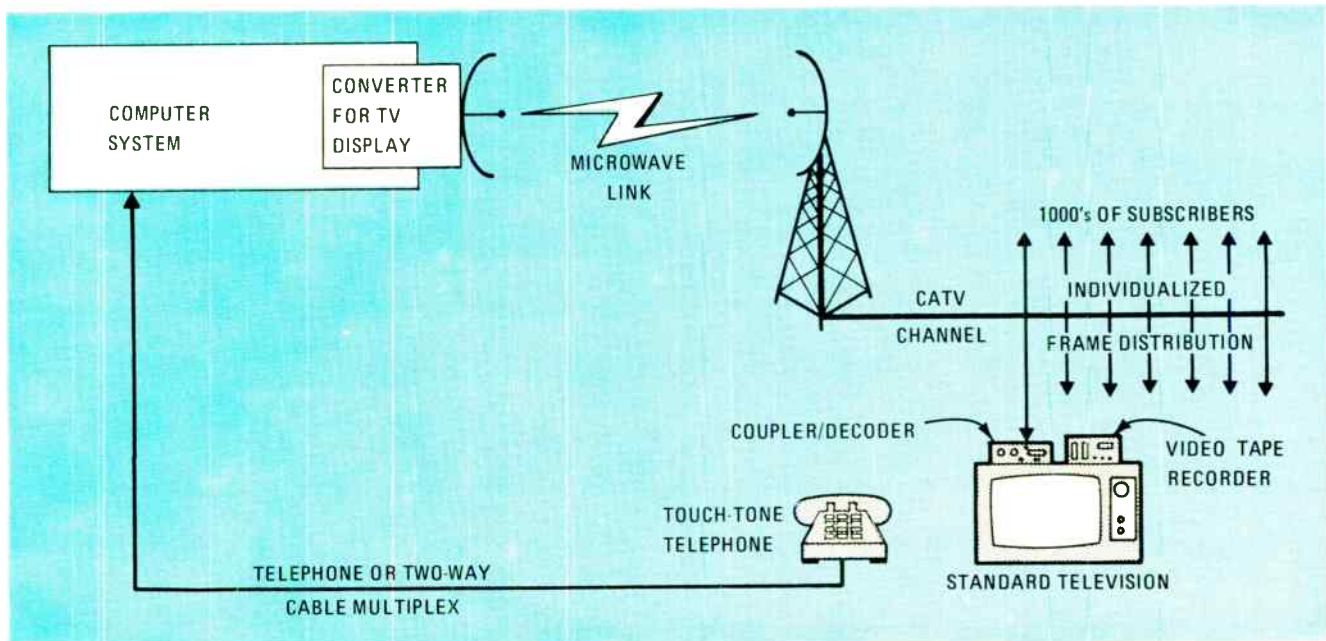 COMPUTER
SYSTEM
CONVERTER
FOR TV
DISPLAY
MICROWAVE
LINK
1000's OF SUBSCRIBERS
CATV
CHANNEL
INDIVIDUALIZED
FRAME DISTRIBUTION
COUPLER/DECODER
VIDEO TAPE
RECORDER
TOUCH-TONE
TELEPHONE
STANDARD TELEVISION
TELEPHONE OR TWO-WAY
CABLE MULTIPLEX